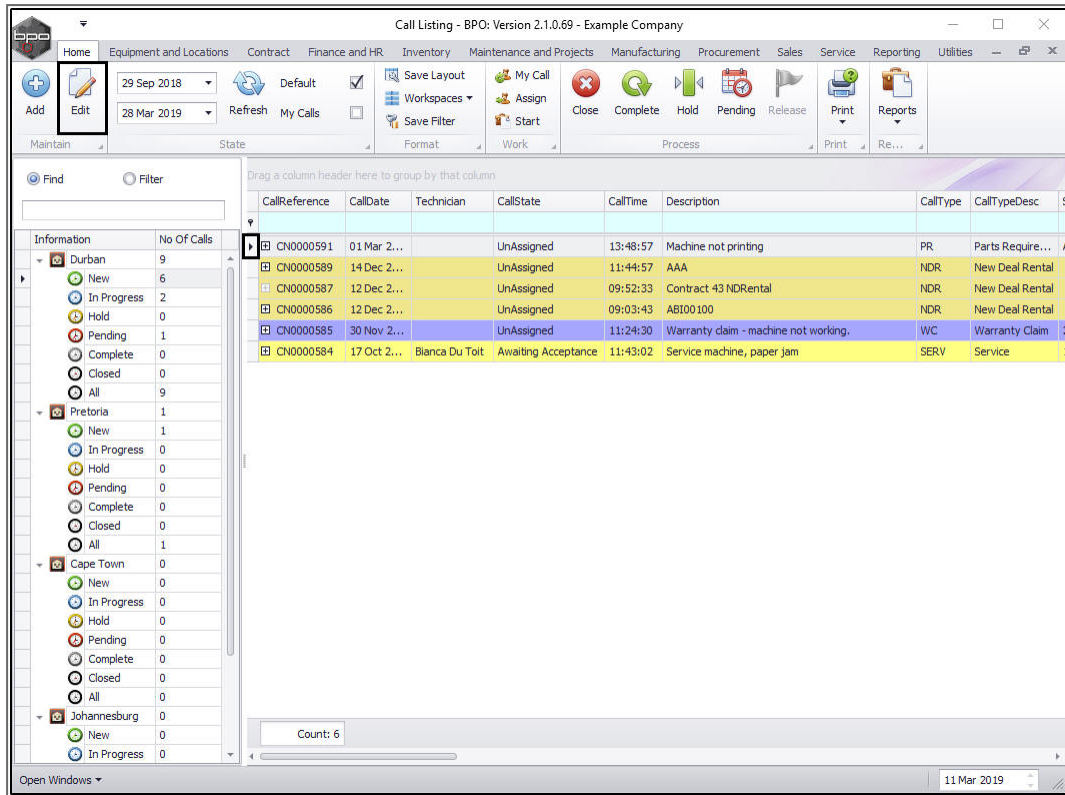 bpo
Call Listing - BPO: Version 2.1.0.69 - Example Company
Home Equipment and Locations Contract Finance and HR Inventory Maintenance and Projects Manufacturing Procurement Sales Service Reporting Utilities
Add Edit 29 Sep 2018 28 Mar 2019 Refresh Default My Calls Save Layout Workspaces Save Filter My Call Assign Start Close Complete Hold Pending Release Print Reports
Maintain State Format Work Process Print Re...
Find Filter
Drag a column header here to group by that column
CallReference CallDate Technician CallState CallTime Description CallType CallTypeDesc S
CN0000591 01 Mar 2... UnAssigned 13:48:57 Machine not printing PR Parts Require...
CN0000589 14 Dec 2... UnAssigned 11:44:57 AAA NDR New Deal Rental
CN0000587 12 Dec 2... UnAssigned 09:52:33 Contract 43 NDRental NDR New Deal Rental
CN0000586 12 Dec 2... UnAssigned 09:03:43 ABI00100 NDR New Deal Rental
CN0000585 30 Nov 2... UnAssigned 11:24:30 Warranty claim - machine not working. WC Warranty Claim
CN0000584 17 Oct 2... Bianca Du Toit Awaiting Acceptance 11:43:02 Service machine, paper jam SERV Service
Information No Of Calls
Durban 9
New 6
In Progress 2
Hold 0
Pending 1
Complete 0
Closed 0
All 9
Pretoria 1
New 1
In Progress 0
Hold 0
Pending 0
Complete 0
Closed 0
All 1
Cape Town 0
New 0
In Progress 0
Hold 0
Pending 0
Complete 0
Closed 0
All 0
Johannesburg 0
New 0
In Progress 0
Count: 6
Open Windows 11 Mar 2019